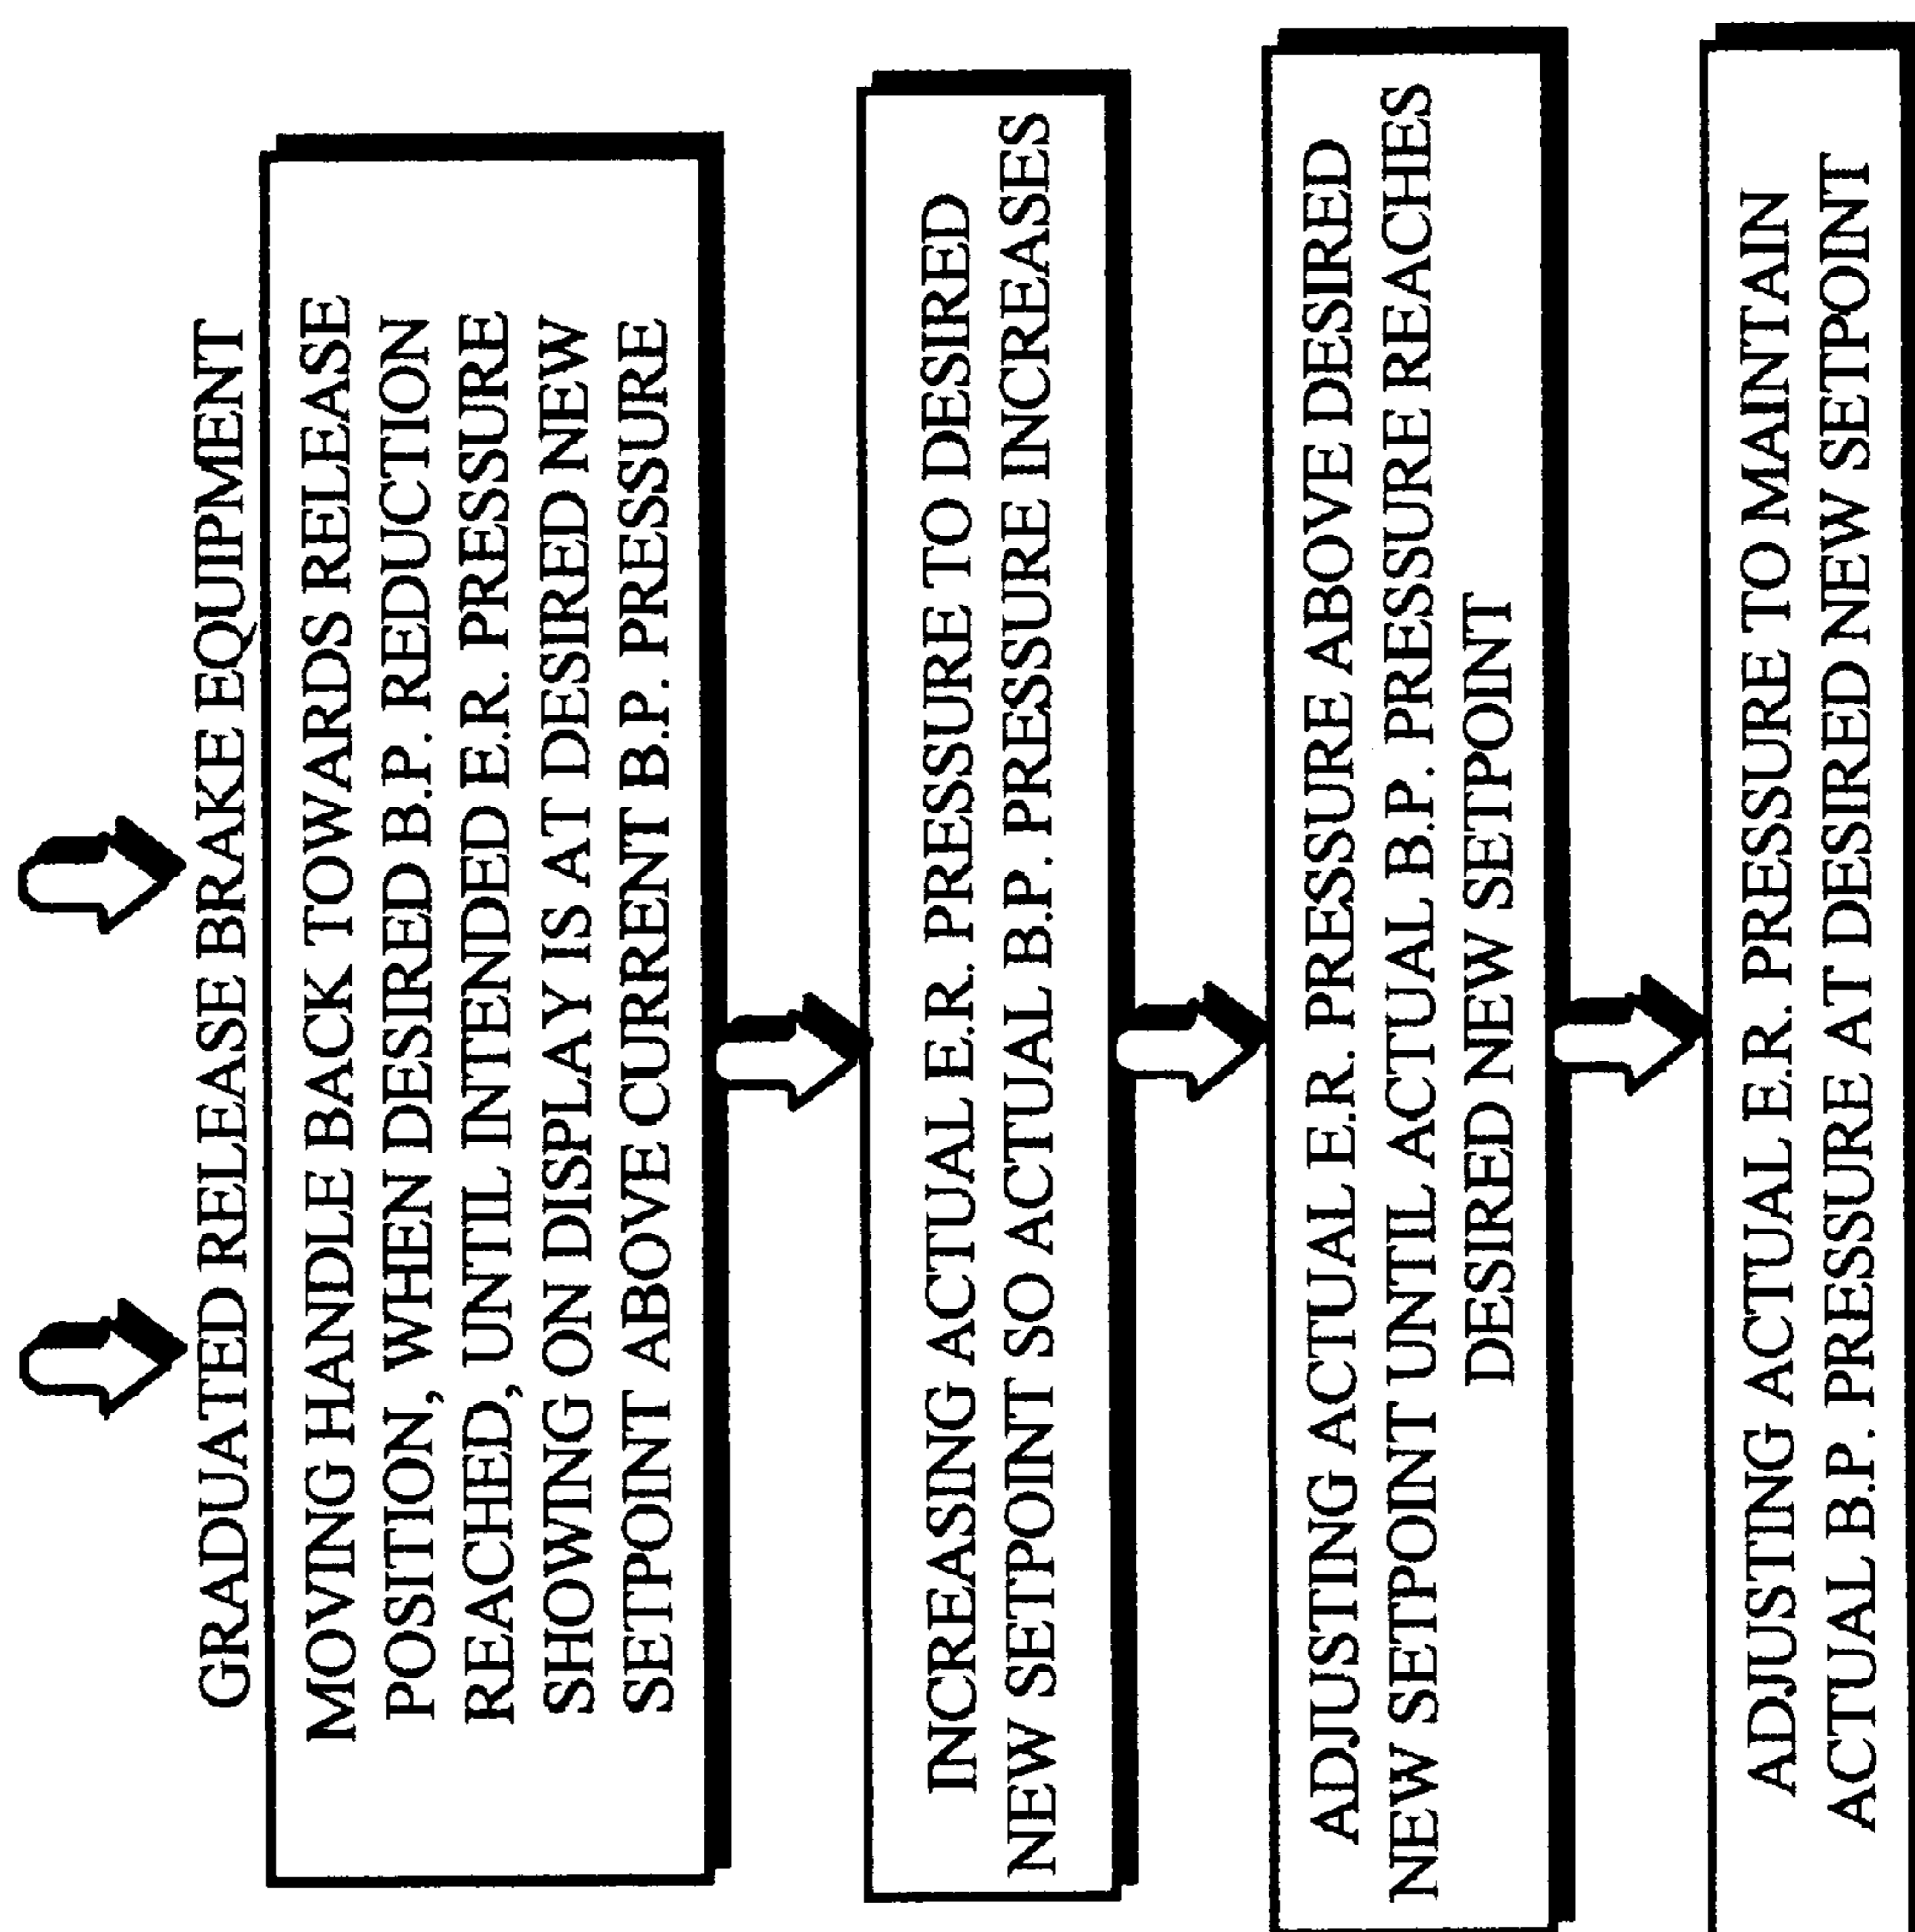 GRADUATED RELEASE BRAKE EQUIPMENT
MOVING HANDLE BACK TOWARDS RELEASE
POSITION, WHEN DESIRED B.P. REDUCTION
REACHED, UNTIL INTENDED E.R. PRESSURE
SHOWING ON DISPLAY IS AT DESIRED NEW
SETPOINT ABOVE CURRENT B.P. PRESSURE
INCREASING ACTUAL E.R. PRESSURE TO DESIRED
NEW SETPOINT SO ACTUAL B.P. PRESSURE INCREASES
ADJUSTING ACTUAL E.R. PRESSURE ABOVE DESIRED
NEW SETPOINT UNTIL ACTUAL B.P. PRESSURE REACHES
DESIRED NEW SETPOINT
ADJUSTING ACTUAL E.R. PRESSURE TO MAINTAIN
ACTUAL B.P. PRESSURE AT DESIRED NEW SETPOINT